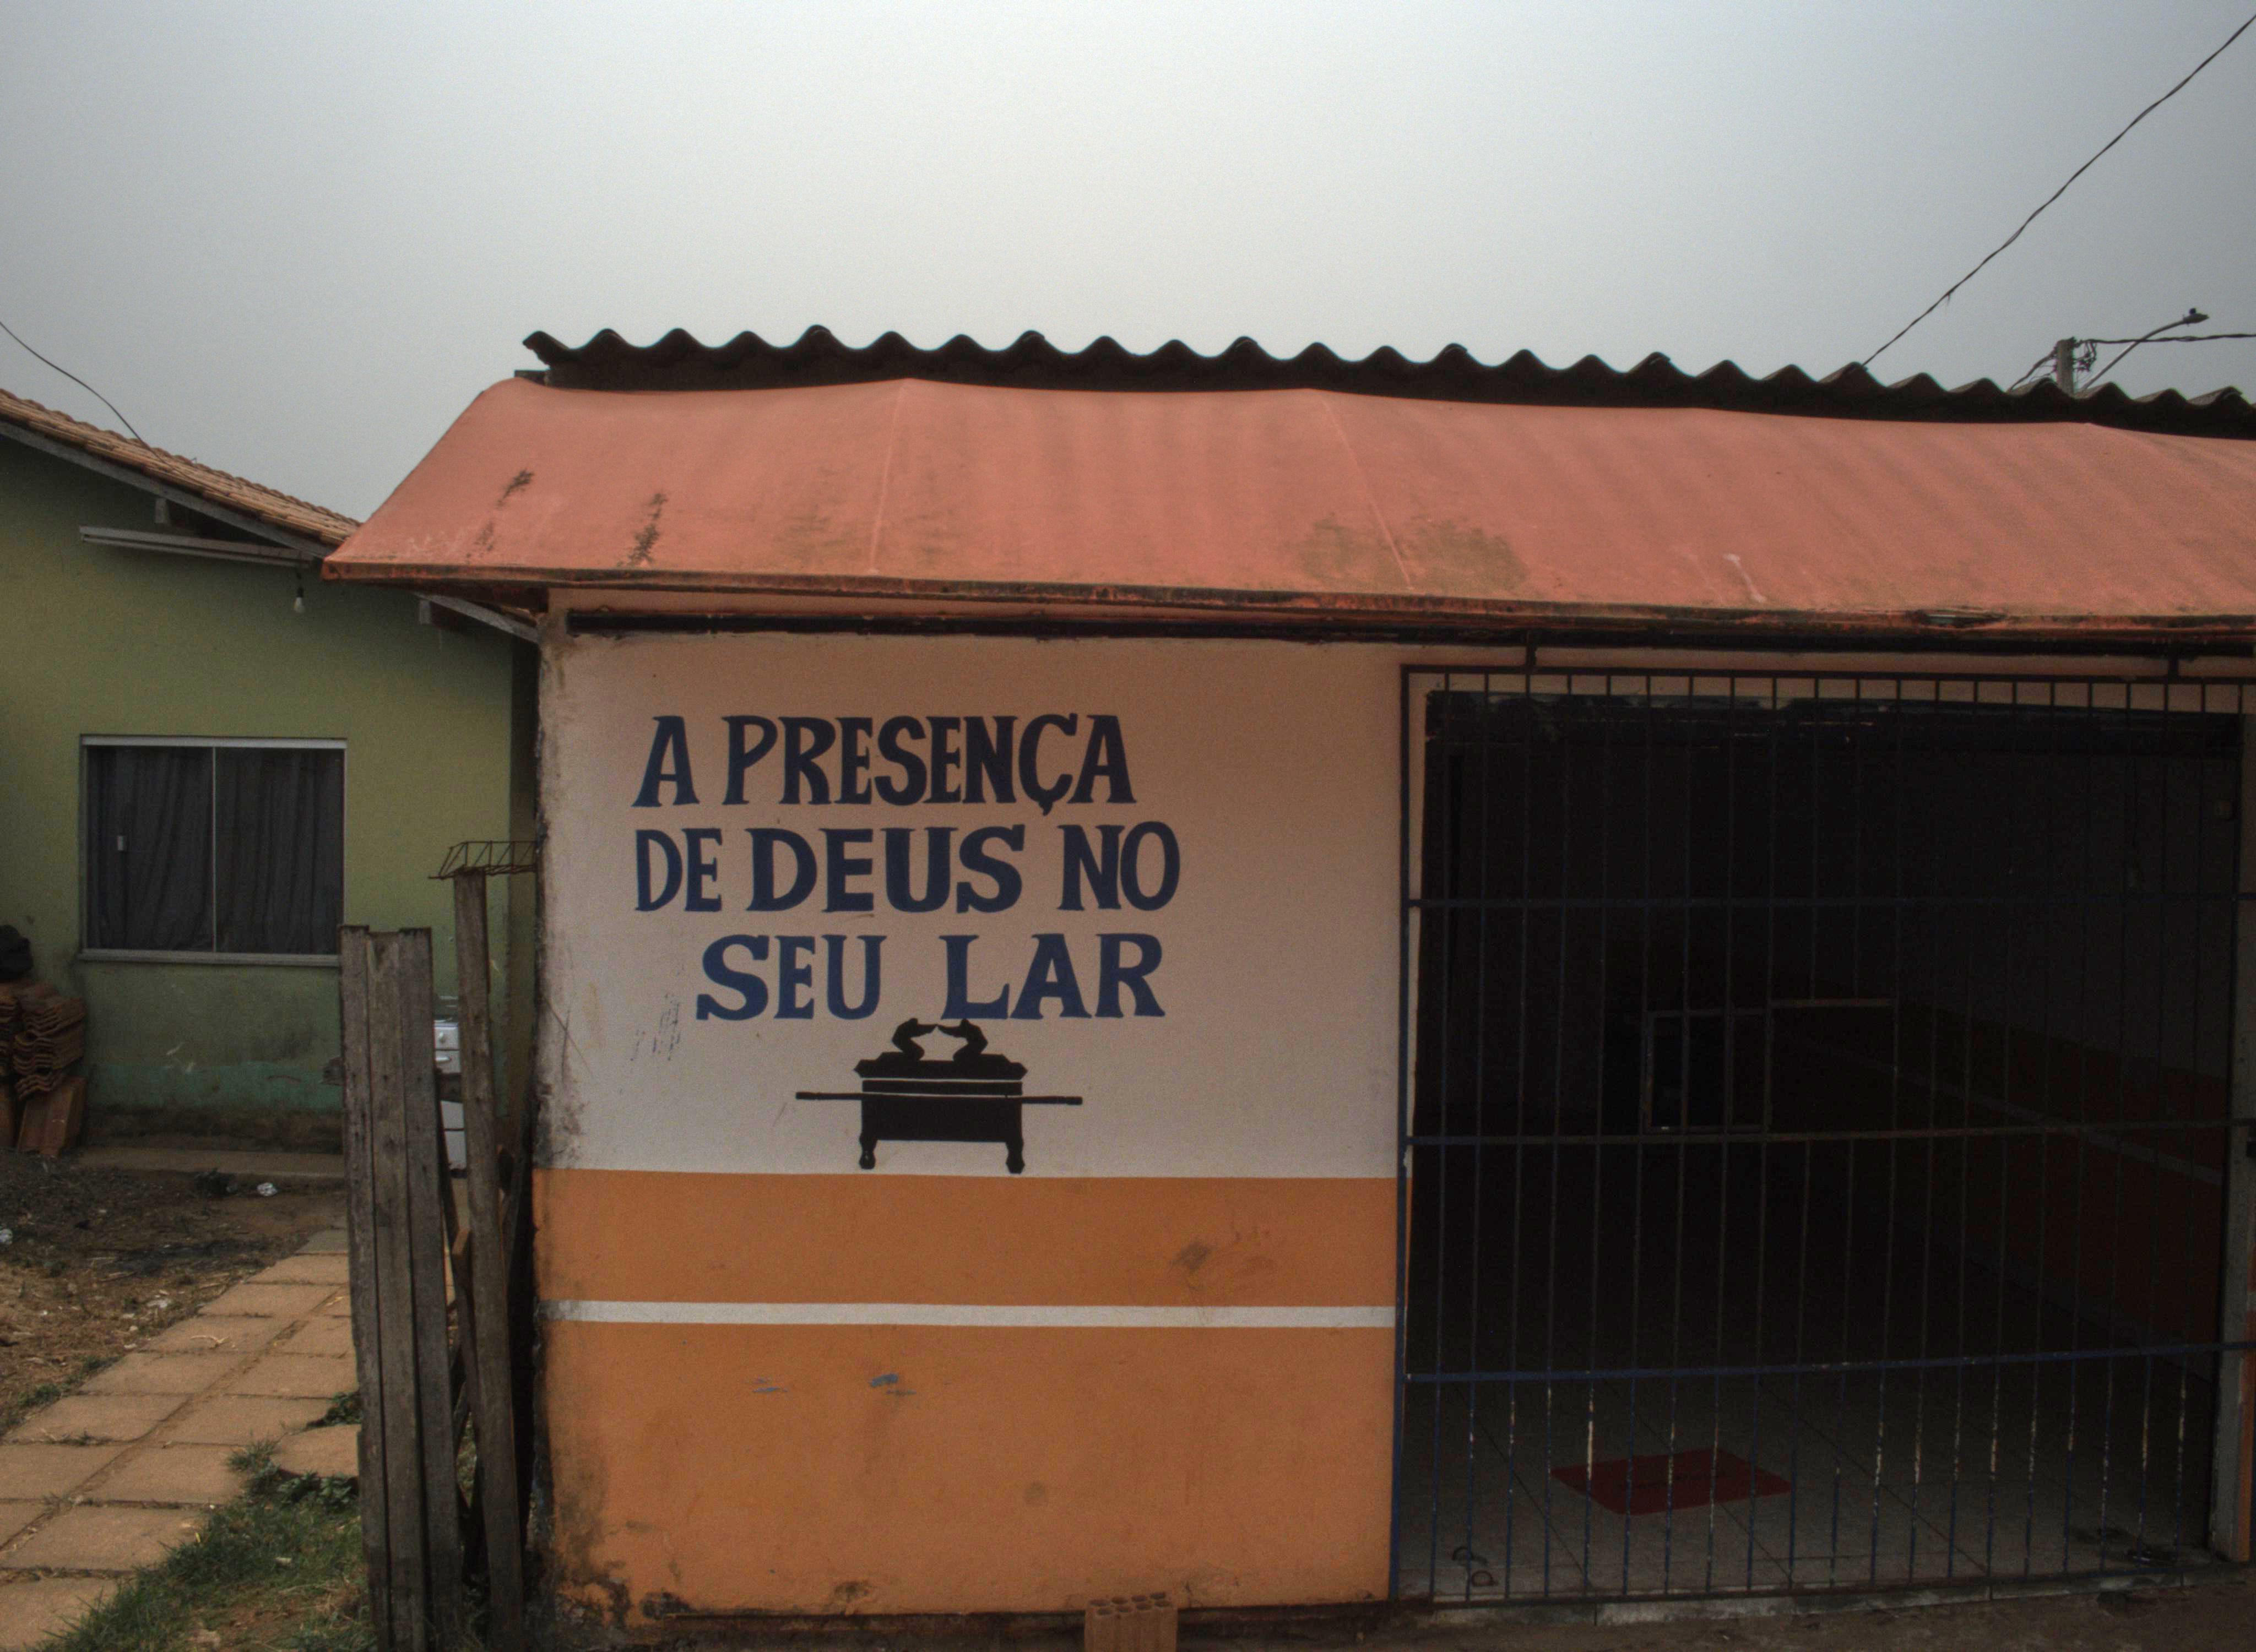 A PRESENÇA
DE DEUS NO
SEU LAR